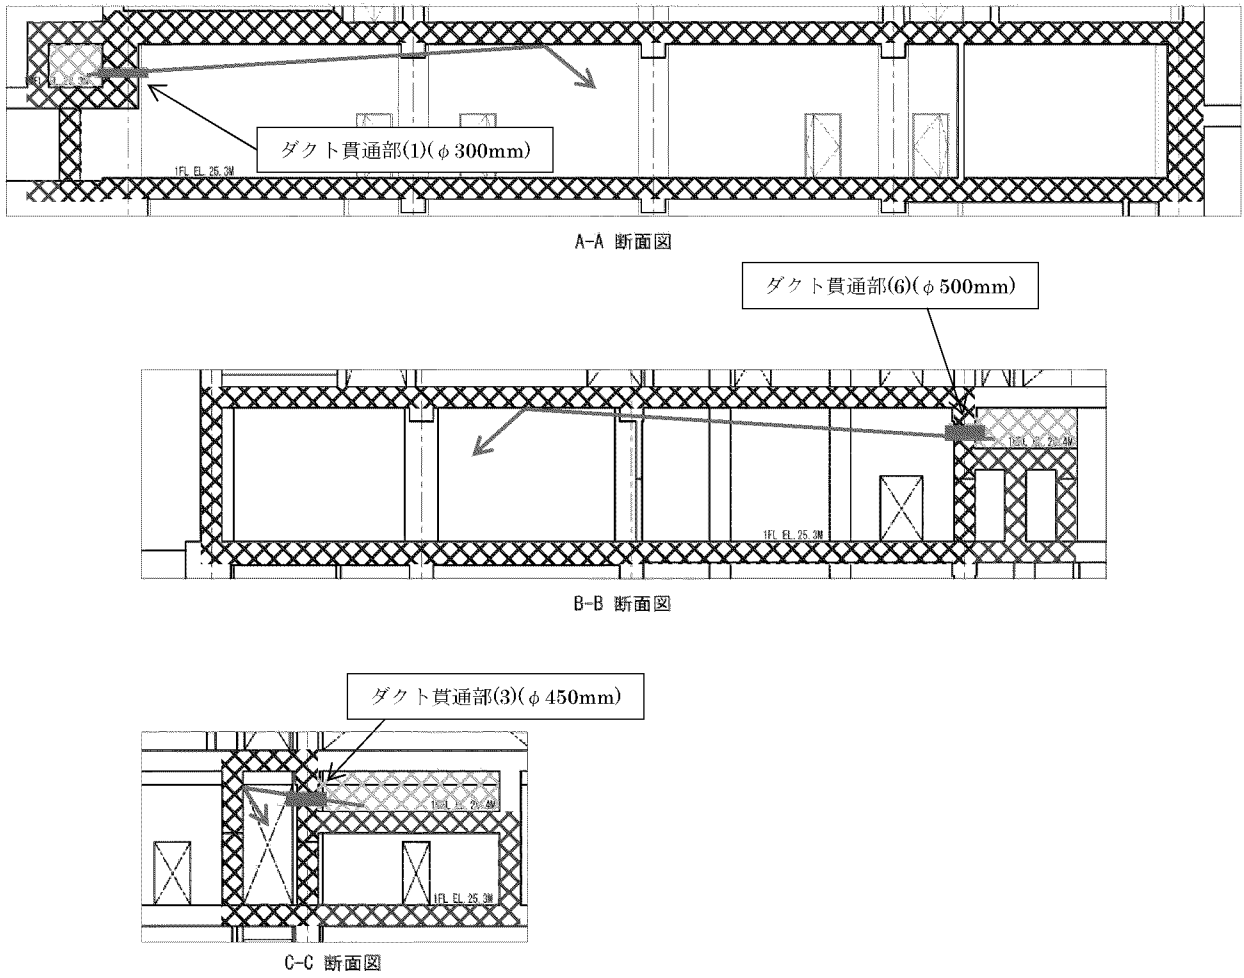 ダクト貫通部(1)(φ300mm)
1FL EL.25.3M
A-A 断面図
ダクト貫通部(6)(φ500mm)
1FL EL.25.3M
B-B 断面図
ダクト貫通部(3)(φ450mm)
1FL EL.25.3M
C-C 断面図